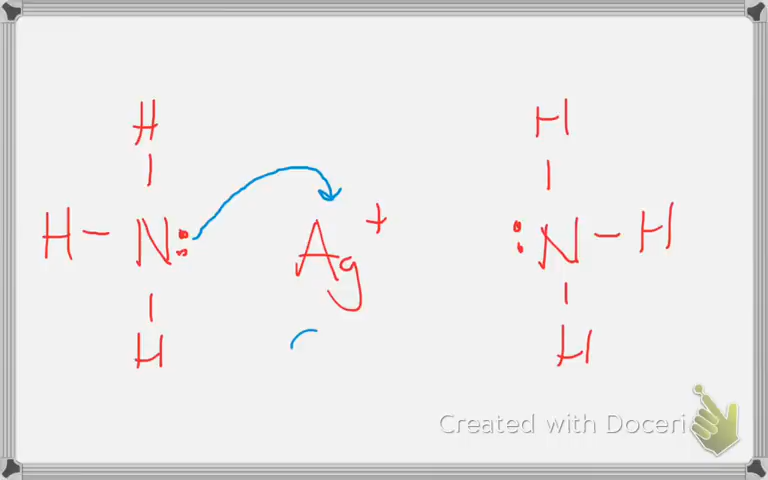 H H
H-N: Ag+ :N-H
H H
Created with Doceri